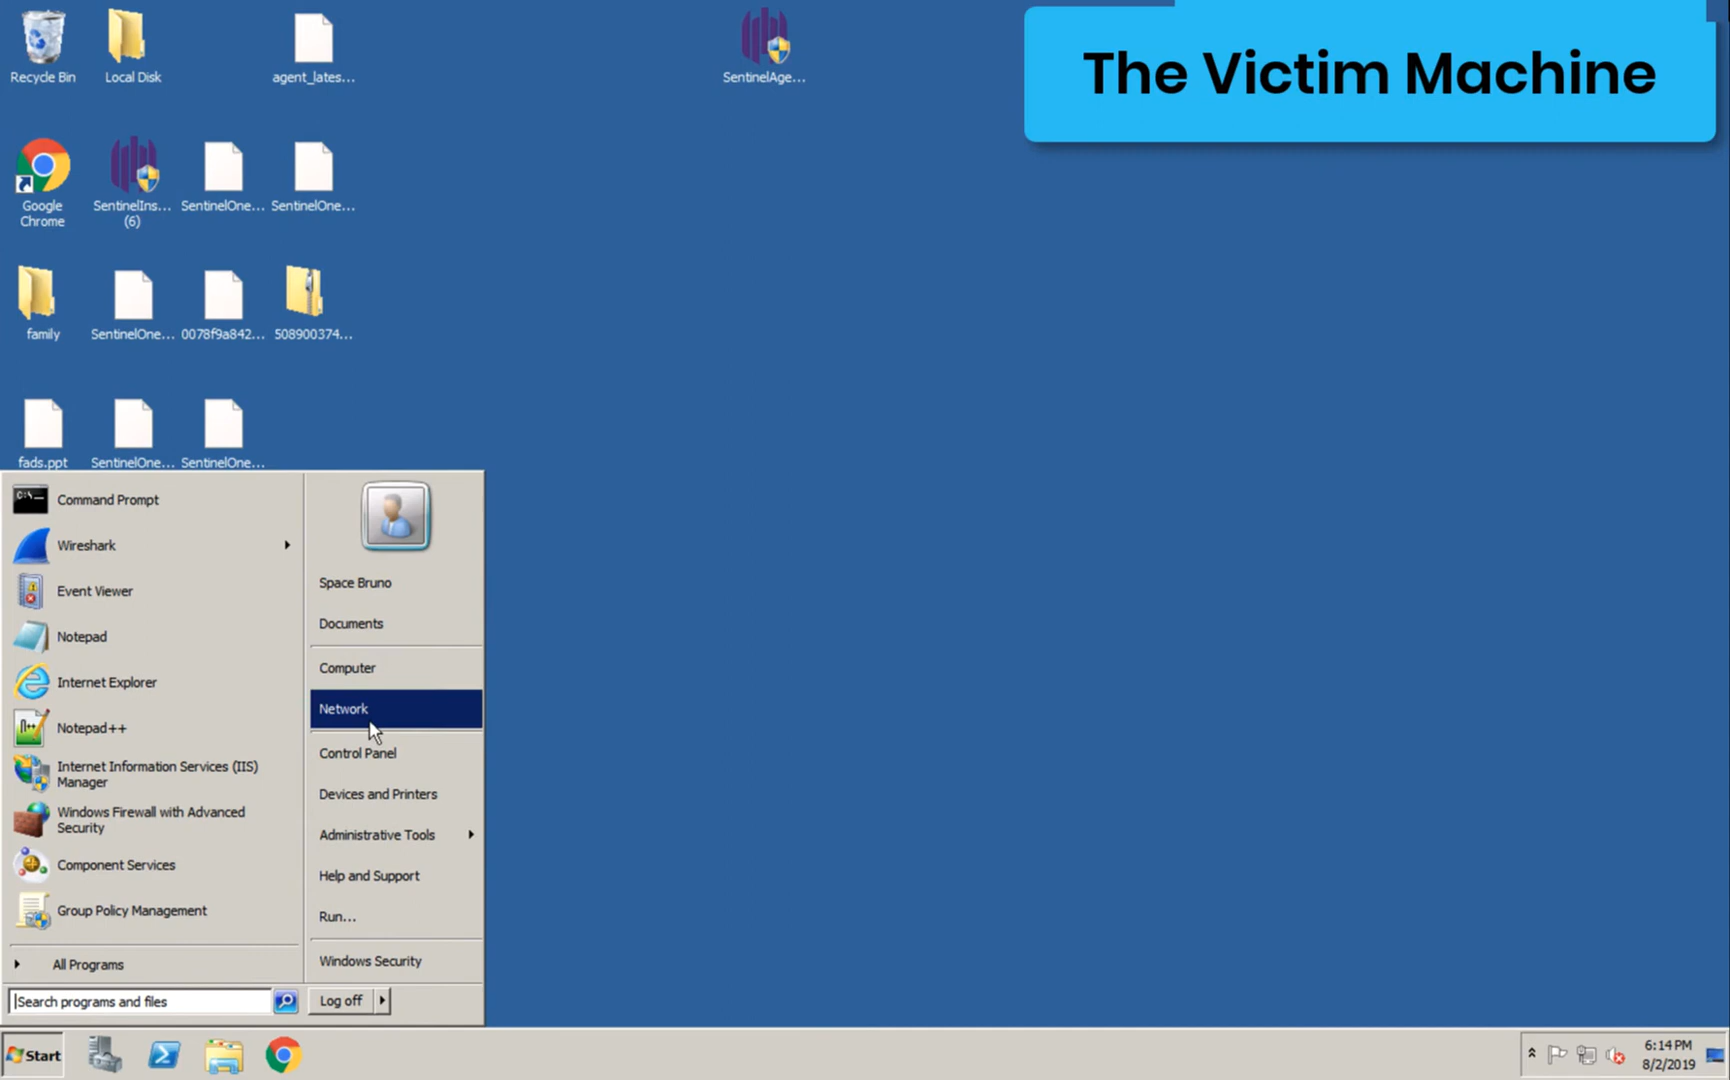 The Victim Machine
Recycle Bin
Local Disk
agent_lates...
SentinelAge...
Google
Chrome
SentinelIns...
(6)
SentinelOne...
SentinelOne...
family
SentinelOne...
0078f9a842...
508900374...
fads.ppt
SentinelOne...
SentinelOne...
Command Prompt
Wireshark
Event Viewer
Notepad
Internet Explorer
Notepad++
Internet Information Services (IIS)
Manager
Windows Firewall with Advanced
Security
Component Services
Group Policy Management
All Programs
Search programs and files
Space Bruno
Documents
Computer
Network
Control Panel
Devices and Printers
Administrative Tools
Help and Support
Run...
Windows Security
Log off
Start
6:14 PM
8/2/2019